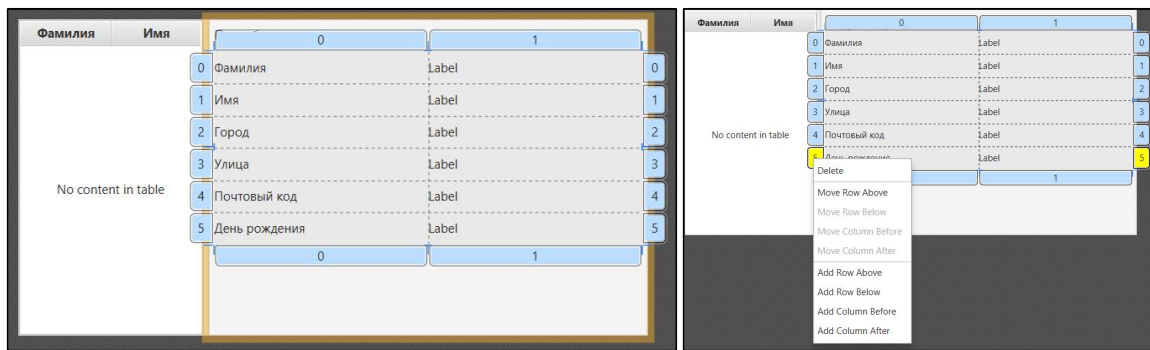 Фамилия Имя
0 1
0 Фамилия Label 0
1 Имя Label 1
2 Город Label 2
3 Улица Label 3
No content in table
4 Почтовый код Label 4
5 День рождения Label 5
0 1
Фамилия Имя
0 1
0 Фамилия Label 0
1 Имя Label 1
2 Город Label 2
3 Улица Label 3
No content in table 4 Почтовый код Label 4
5 День рождения Label 5
1
Delete
Move Row Above
Move Row Below
Move Column Before
Move Column After
Add Row Above
Add Row Below
Add Column Before
Add Column After